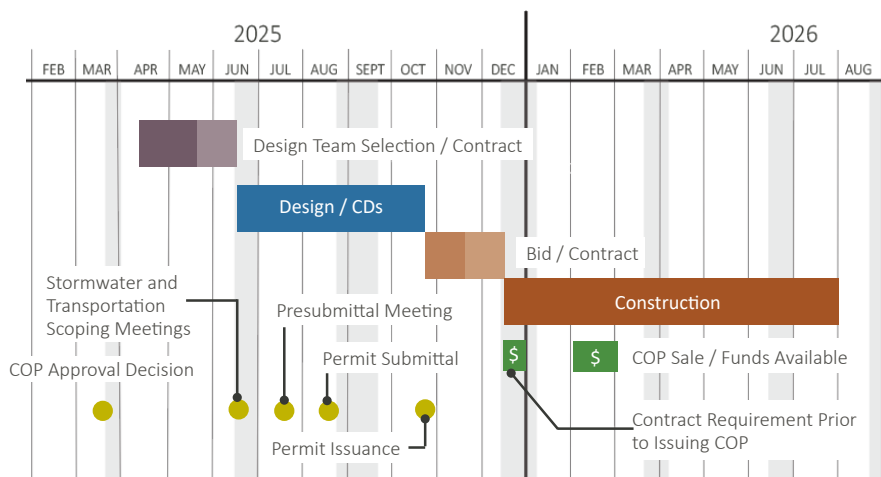 2025
2026
FEB MAR APR MAY JUN JUL AUG SEPT OCT NOV DEC JAN FEB MAR APR MAY JUN JUL AUG
Design Team Selection / Contract
Design / CDs
Bid / Contract
Construction
Stormwater and
Transportation
Scoping Meetings
Presubmittal Meeting
Permit Submittal
COP Approval Decision
$
$
COP Sale / Funds Available
Permit Issuance
Contract Requirement Prior
to Issuing COP